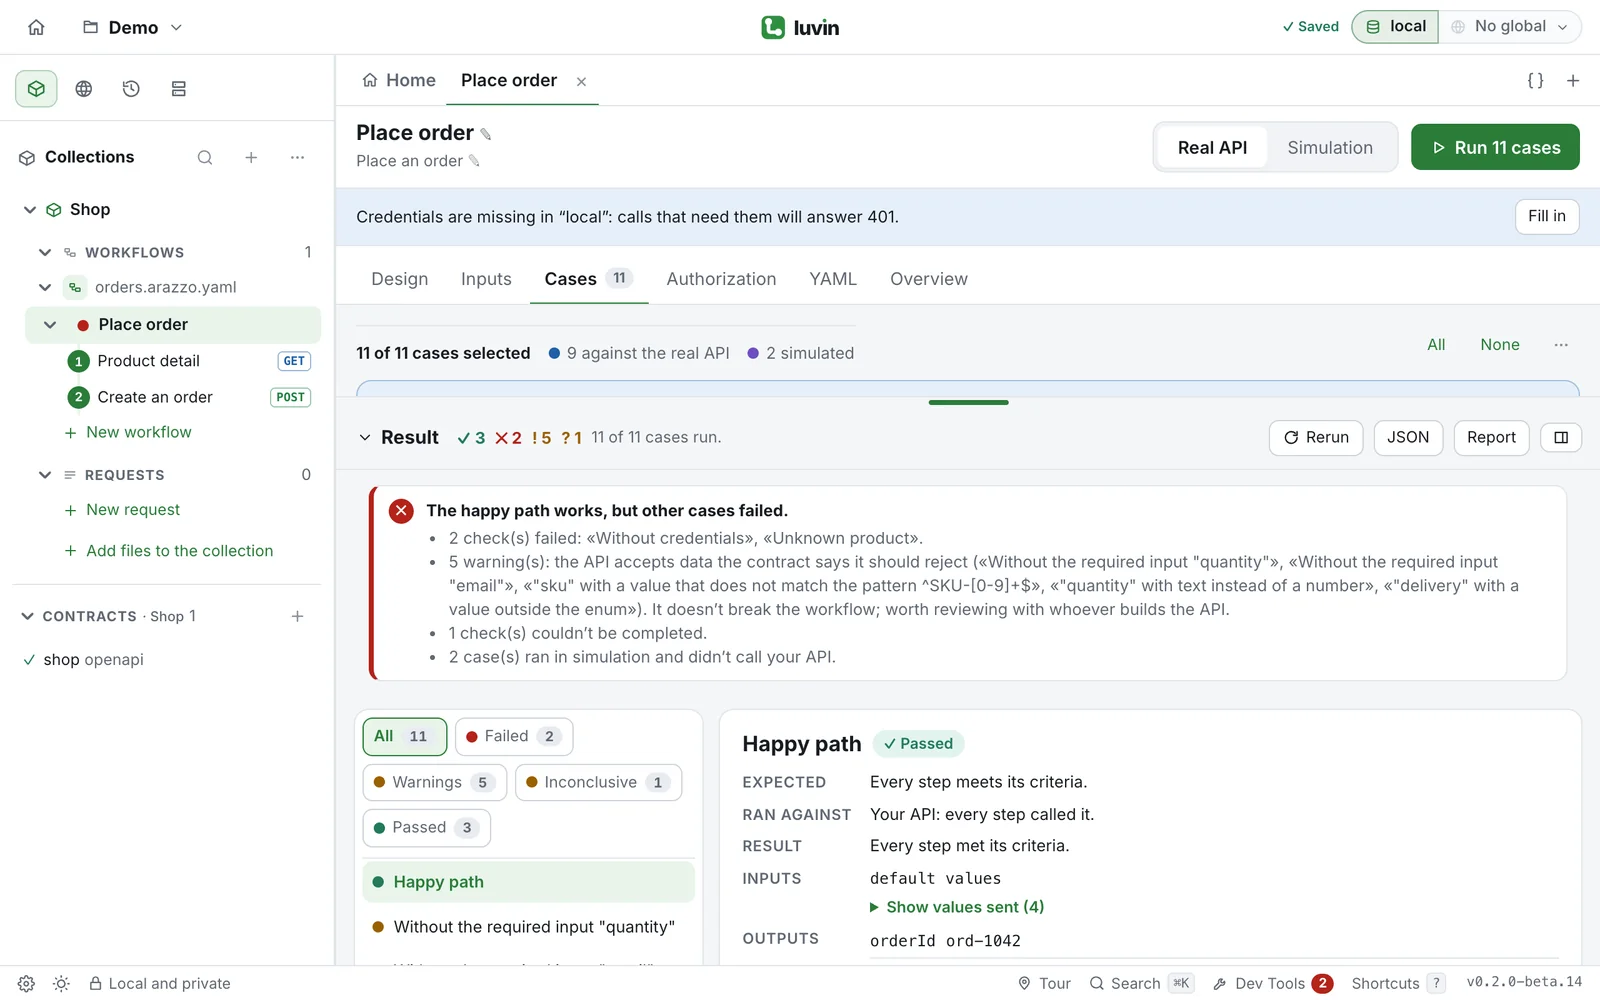 Demo
luvin
Saved
local
No global
Home
Place order
{ }
Collections
Shop
WORKFLOWS 1
orders.arazzo.yaml
Place order
1 Product detail GET
2 Create an order POST
New workflow
REQUESTS 0
New request
Add files to the collection
CONTRACTS · Shop 1
shop openapi
Place order
Place an order
Real API
Simulation
Run 11 cases
Credentials are missing in “local”: calls that need them will answer 401.
Fill in
Design
Inputs
Cases 11
Authorization
YAML
Overview
11 of 11 cases selected
9 against the real API
2 simulated
All
None
Result
3
2
! 5
? 1
11 of 11 cases run.
Rerun
JSON
Report
The happy path works, but other cases failed.
2 check(s) failed: «Without credentials», «Unknown product».
5 warning(s): the API accepts data the contract says it should reject («Without the required input "quantity"», «Without the required input
"email"», «"sku" with a value that does not match the pattern ^SKU-[0-9]+$», «"quantity" with text instead of a number», «"delivery" with a
value outside the enum»). It doesn’t break the workflow; worth reviewing with whoever builds the API.
1 check(s) couldn’t be completed.
2 case(s) ran in simulation and didn’t call your API.
All 11
Failed 2
Warnings 5
Inconclusive 1
Passed 3
Happy path
Without the required input "quantity"
Happy path
Passed
EXPECTED Every step meets its criteria.
RAN AGAINST Your API: every step called it.
RESULT Every step met its criteria.
INPUTS default values
Show values sent (4)
OUTPUTS orderId ord-1042
Local and private
Tour
Search ⌘K
Dev Tools 2
Shortcuts ?
v0.2.0-beta.14